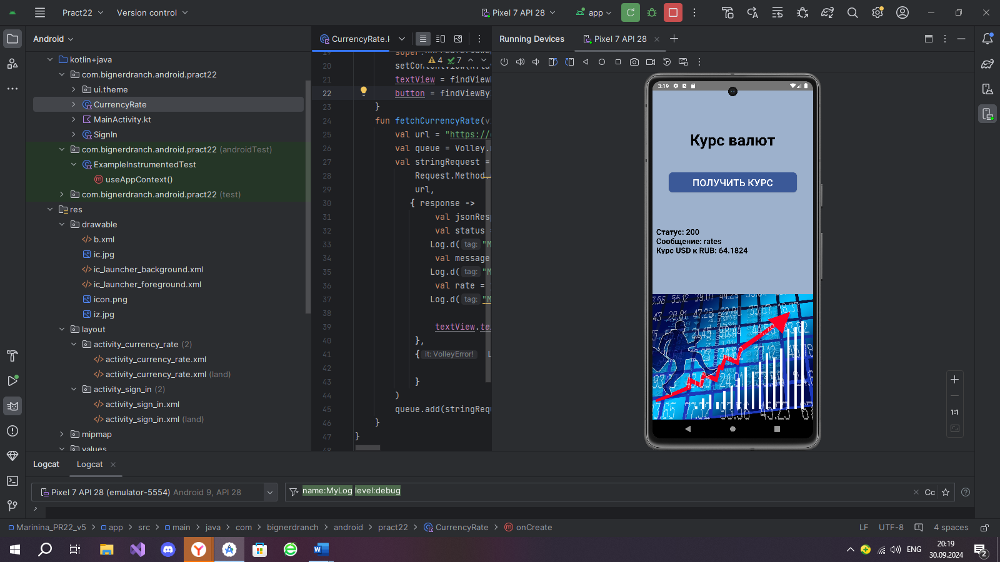 Pract22
Version control
Pixel 7 API 28
app
Android
CurrencyRate.k
Running Devices
Pixel 7 API 28
kotlin+java
com.bignerdranch.android.pract22
ui.theme
CurrencyRate
MainActivity.kt
SignIn
com.bignerdranch.android.pract22 (androidTest)
ExampleInstrumentedTest
useAppContext()
com.bignerdranch.android.pract22 (test)
res
drawable
b.xml
ic.jpg
ic_launcher_background.xml
ic_launcher_foreground.xml
icon.png
iz.jpg
layout
activity_currency_rate (2)
activity_currency_rate.xml
activity_currency_rate.xml (land)
activity_sign_in (2)
activity_sign_in.xml
activity_sign_in.xml (land)
mipmap
values
4 7
20 setContentView(R.lay
21 textView = findViewB
22 button = findViewByI
23 }
24 fun fetchCurrencyRate(v
25 val url = "https://
26 val queue = Volley.
27 val stringRequest =
28 Request.Method.
29 url,
30 { response ->
31 val jsonResp
32 val status
33 Log.d( tag: "M
34 val message
35 Log.d( tag: "M
36 val rate =
37 Log.d( tag: "M
38
39 textView.te
40 },
41 { it: VolleyError! L
42
43 }
44 )
45 queue.add(stringRequ
46 }
47 }
48
3:19
Курс валют
ПОЛУЧИТЬ КУРС
Статус: 200
Сообщение: rates
Курс USD к RUB: 64.1824
1:1
Logcat
Logcat
Pixel 7 API 28 (emulator-5554) Android 9, API 28
name:MyLog level:debug
Cc
Marinina_PR22_v5 > app > src > main > java > com > bignerdranch > android > pract22 > CurrencyRate > onCreate
LF UTF-8 4 spaces
ENG
20:19
30.09.2024
2